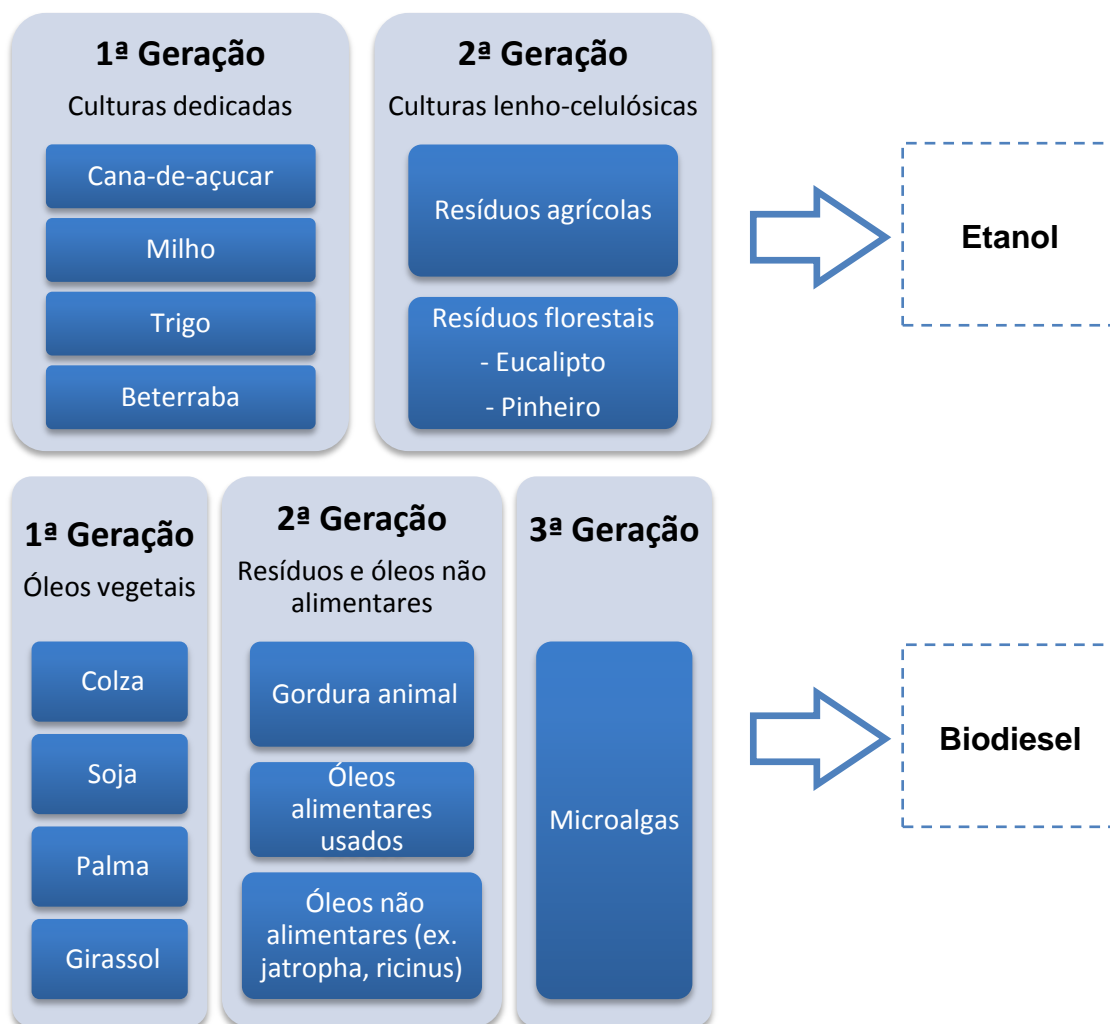 1ª Geração
Culturas dedicadas
Cana-de-açucar
Milho
Trigo
Beterraba
2ª Geração
Culturas lenho-celulósicas
Resíduos agrícolas
Resíduos florestais
- Eucalipto
- Pinheiro
Etanol
1ª Geração
Óleos vegetais
Colza
Soja
Palma
Girassol
2ª Geração
Resíduos e óleos não
alimentares
Gordura animal
Óleos
alimentares
usados
Óleos não
alimentares (ex.
jatropha, ricinus)
3ª Geração
Microalgas
Biodiesel